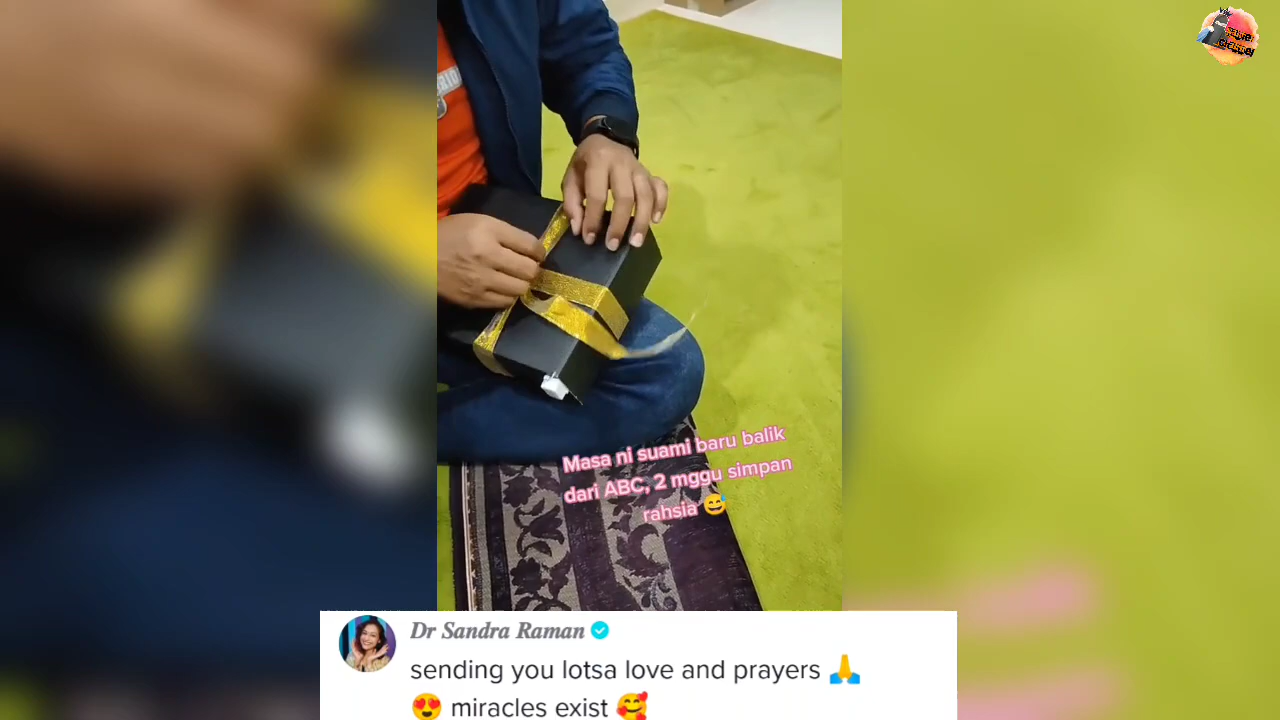 Masa ni suami baru balik
dari ABC, 2 mggu simpan
rahsia 😅
Dr Sandra Raman
sending you lotsa love and prayers 🙏
😍 miracles exist 🥰